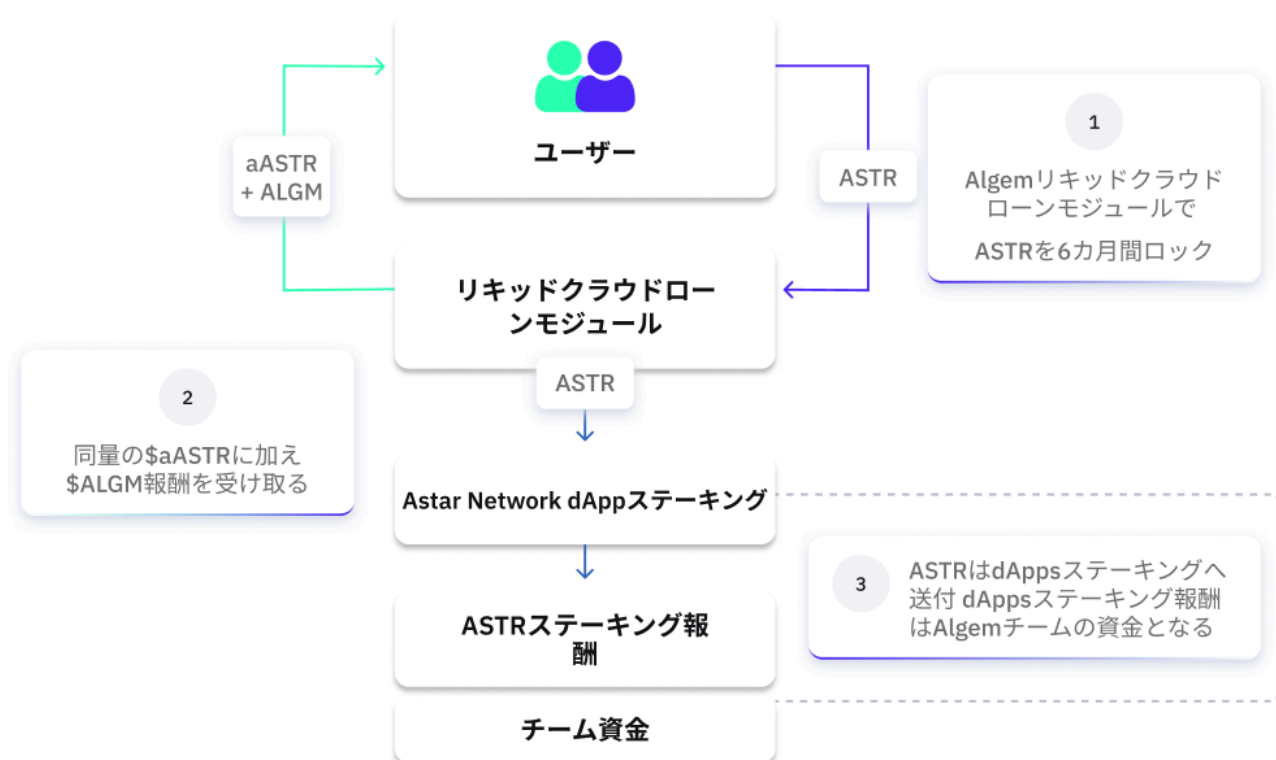 ユーザー
aASTR
+ ALGM
ASTR
1
Algemリキッドクラウド
ローンモジュールで
ASTRを6カ月間ロック
リキッドクラウドロー
ンモジュール
ASTR
2
同量の$aASTRに加え
$ALGM報酬を受け取る
Astar Network dAppステーキング
3
ASTRはdAppsステーキングへ
送付 dAppsステーキング報酬
はAlgemチームの資金となる
ASTRステーキング報
酬
チーム資金